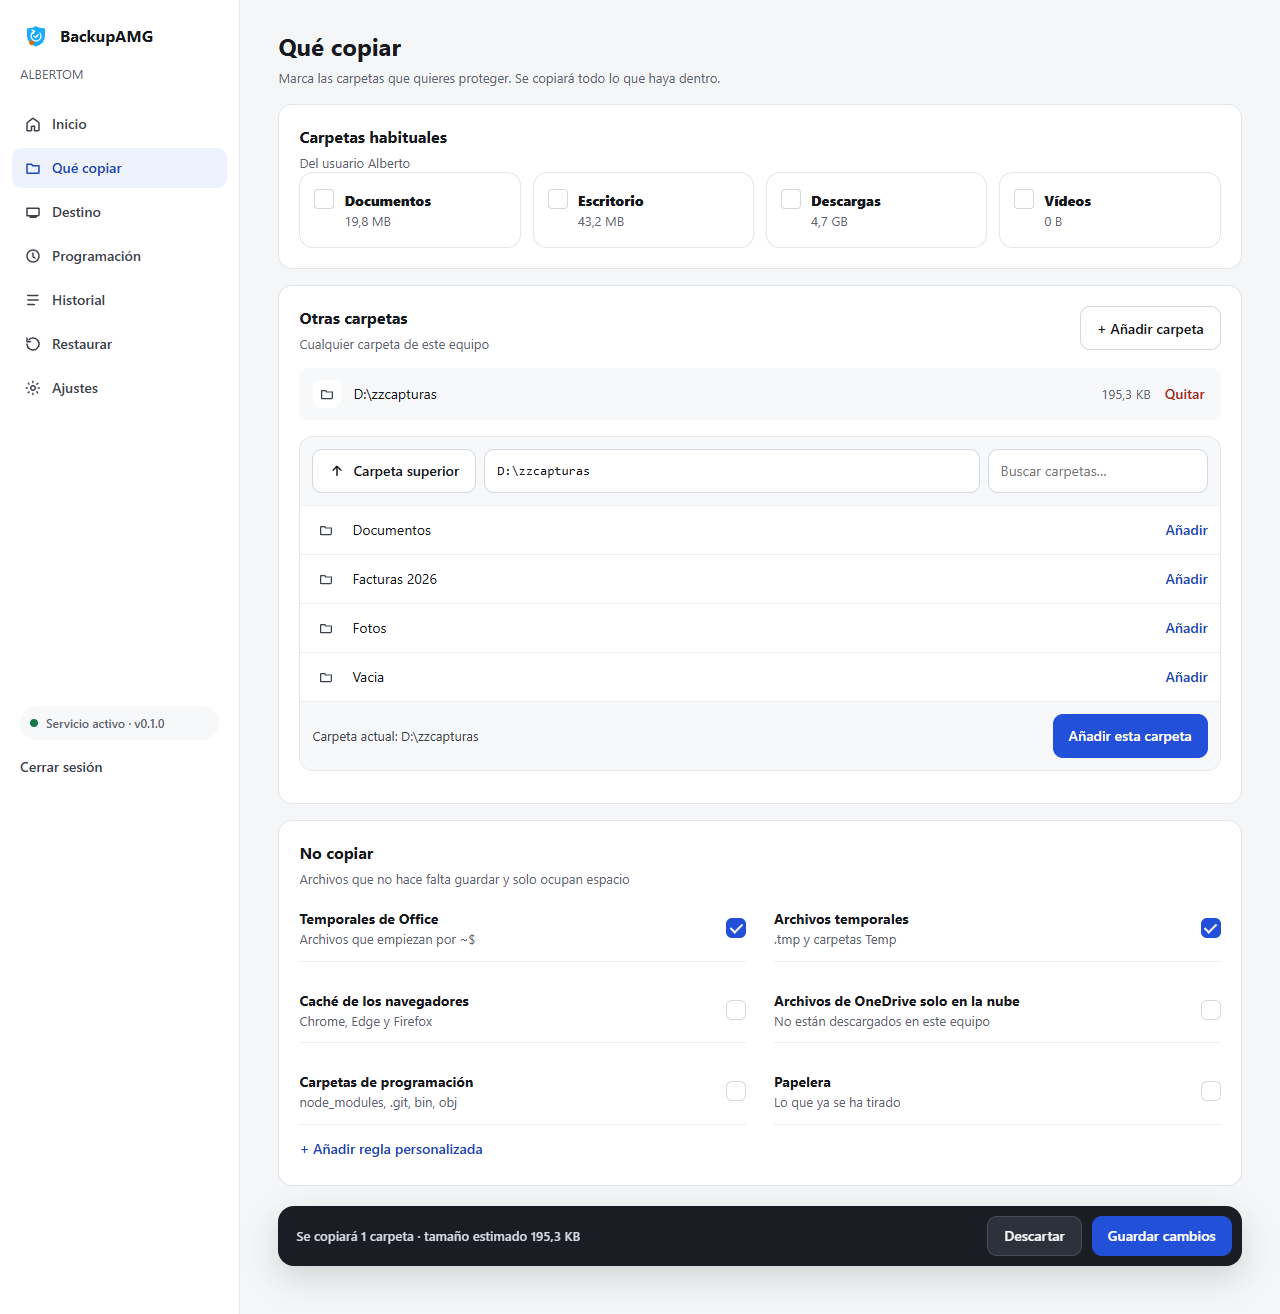 BackupAMG
ALBERTOM
Inicio
Qué copiar
Destino
Programación
Historial
Restaurar
Ajustes
Servicio activo · v0.1.0
Cerrar sesión
Qué copiar
Marca las carpetas que quieres proteger. Se copiará todo lo que haya dentro.
Carpetas habituales
Del usuario Alberto
Documentos
19,8 MB
Escritorio
43,2 MB
Descargas
4,7 GB
Vídeos
0 B
Otras carpetas
Cualquier carpeta de este equipo
+ Añadir carpeta
D:\zzcapturas
195,3 KB
Quitar
Carpeta superior
D:\zzcapturas
Buscar carpetas...
Documentos
Añadir
Facturas 2026
Añadir
Fotos
Añadir
Vacia
Añadir
Carpeta actual: D:\zzcapturas
Añadir esta carpeta
No copiar
Archivos que no hace falta guardar y solo ocupan espacio
Temporales de Office
Archivos que empiezan por ~$
Archivos temporales
.tmp y carpetas Temp
Caché de los navegadores
Chrome, Edge y Firefox
Archivos de OneDrive solo en la nube
No están descargados en este equipo
Carpetas de programación
node_modules, .git, bin, obj
Papelera
Lo que ya se ha tirado
+ Añadir regla personalizada
Se copiará 1 carpeta · tamaño estimado 195,3 KB
Descartar
Guardar cambios